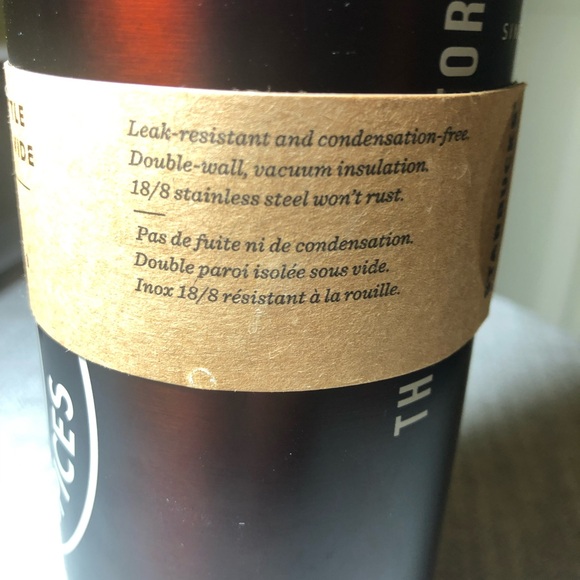 Leak-resistant and condensation-free.
Double-wall, vacuum insulation.
18/8 stainless steel won't rust.
Pas de fuite ni de condensation.
Double paroi isolée sous vide.
Inox 18/8 résistant à la rouille.